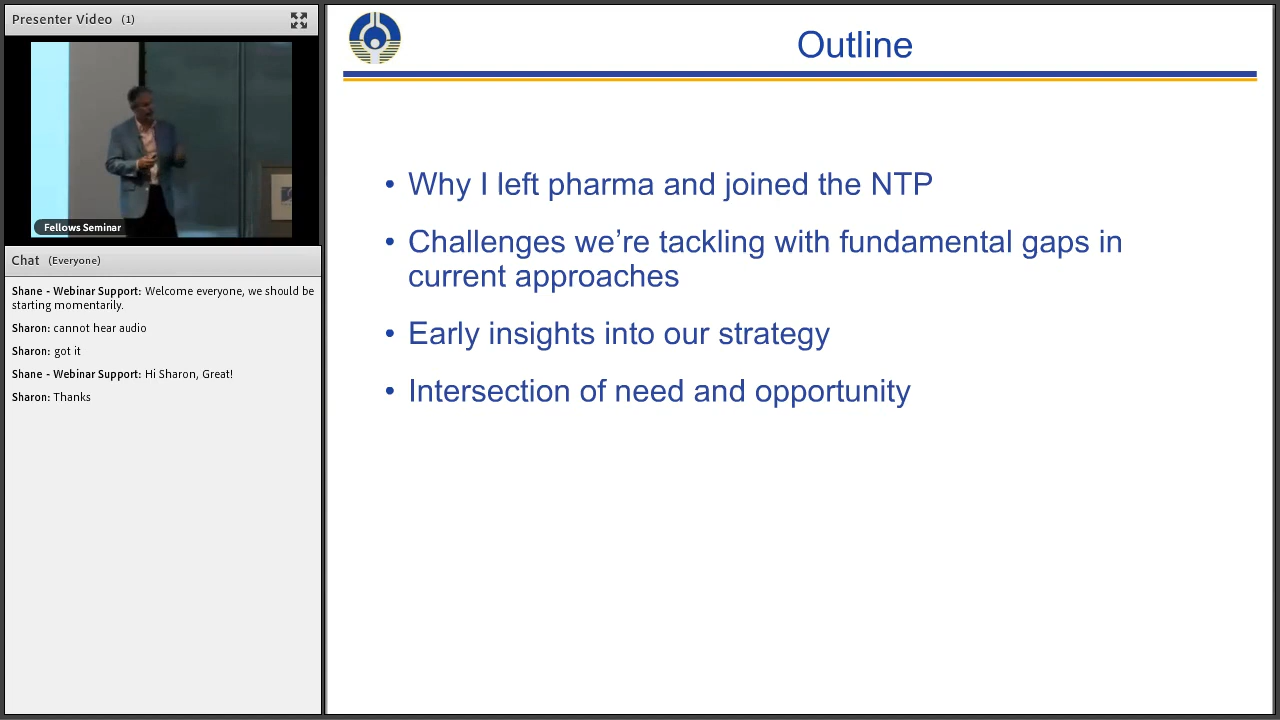 Presenter Video (1)
Fellows Seminar
Chat (Everyone)
Shane - Webinar Support: Welcome everyone, we should be
starting momentarily.
Sharon: cannot hear audio
Sharon: got it
Shane - Webinar Support: Hi Sharon, Great!
Sharon: Thanks
Outline
• Why I left pharma and joined the NTP
• Challenges we’re tackling with fundamental gaps in
current approaches
• Early insights into our strategy
• Intersection of need and opportunity